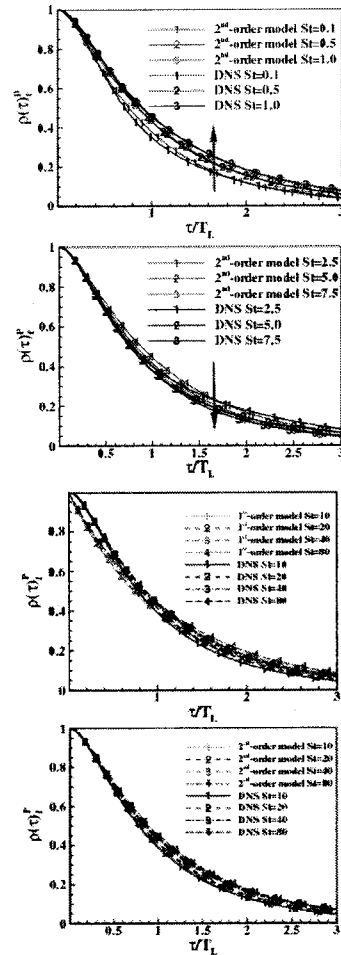 1
0.8
0.6
0.4
0.2
0
ρ(τ)
2nd-order model St=0.1
2nd-order model St=0.5
2nd-order model St=1.0
DNS St=0.1
DNS St=0.5
DNS St=1.0
1 2 3
τ/T_L
1
0.8
0.6
0.4
0.2
0
ρ(τ)
2nd-order model St=2.5
2nd-order model St=5.0
2nd-order model St=7.5
DNS St=2.5
DNS St=5.0
DNS St=7.5
1 2 3
τ/T_L
0.8
0.6
0.4
0.2
0
ρ(τ)
1st-order model St=10
1st-order model St=20
1st-order model St=40
1st-order model St=80
DNS St=10
DNS St=20
DNS St=40
DNS St=80
0.5 1 1.5 2 2.5 3
τ/T_L
1
0.8
0.6
0.4
0.2
0
ρ(τ)
2nd-order model St=10
2nd-order model St=20
2nd-order model St=40
2nd-order model St=80
DNS St=10
DNS St=20
DNS St=40
DNS St=80
0.5 1 1.5 2 2.5 3
τ/T_L